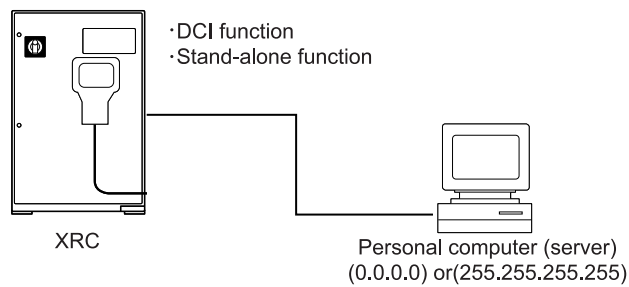 ·DCI function
·Stand-alone function
XRC
Personal computer (server)
(0.0.0.0) or(255.255.255.255)